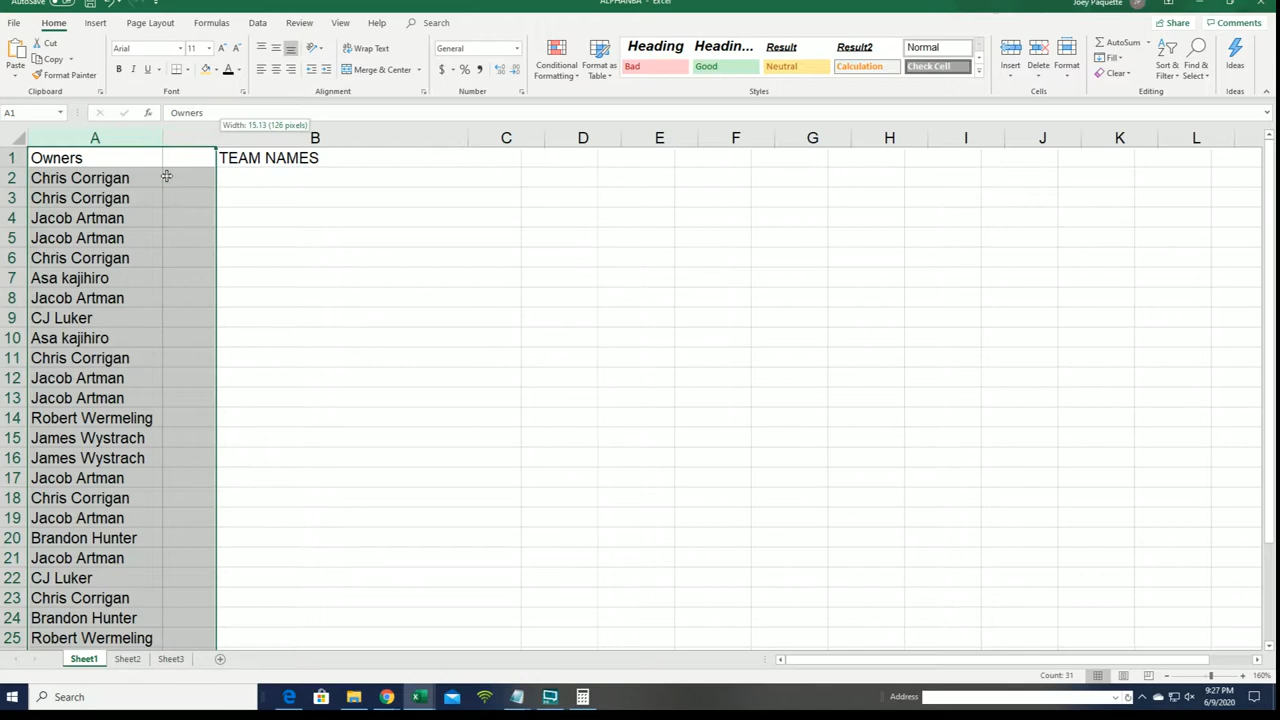 AutoSave
ALPHANBA - Excel
Joey Paquette
JP
File Home Insert Page Layout Formulas Data Review View Help Search
Share Comments
Paste
Cut
Copy
Format Painter
Clipboard
Arial 11
B I U
Font
Wrap Text
Merge & Center
Alignment
General
$ % ,
Number
Conditional Formatting
Format as Table
Heading Headin... Result Result2 Normal
Bad Good Neutral Calculation Check Cell
Styles
Insert Delete Format
Cells
AutoSum
Fill
Clear
Sort & Filter
Find & Select
Editing
Ideas
Ideas
A1 fx Owners
Width: 15.13 (126 pixels)
A B C D E F G H I J K L
1 Owners TEAM NAMES
2 Chris Corrigan
3 Chris Corrigan
4 Jacob Artman
5 Jacob Artman
6 Chris Corrigan
7 Asa kajihiro
8 Jacob Artman
9 CJ Luker
10 Asa kajihiro
11 Chris Corrigan
12 Jacob Artman
13 Jacob Artman
14 Robert Wermeling
15 James Wystrach
16 James Wystrach
17 Jacob Artman
18 Chris Corrigan
19 Jacob Artman
20 Brandon Hunter
21 Jacob Artman
22 CJ Luker
23 Chris Corrigan
24 Brandon Hunter
25 Robert Wermeling
Sheet1 Sheet2 Sheet3
Count: 31 160%
Search
Address
9:27 PM
6/9/2020